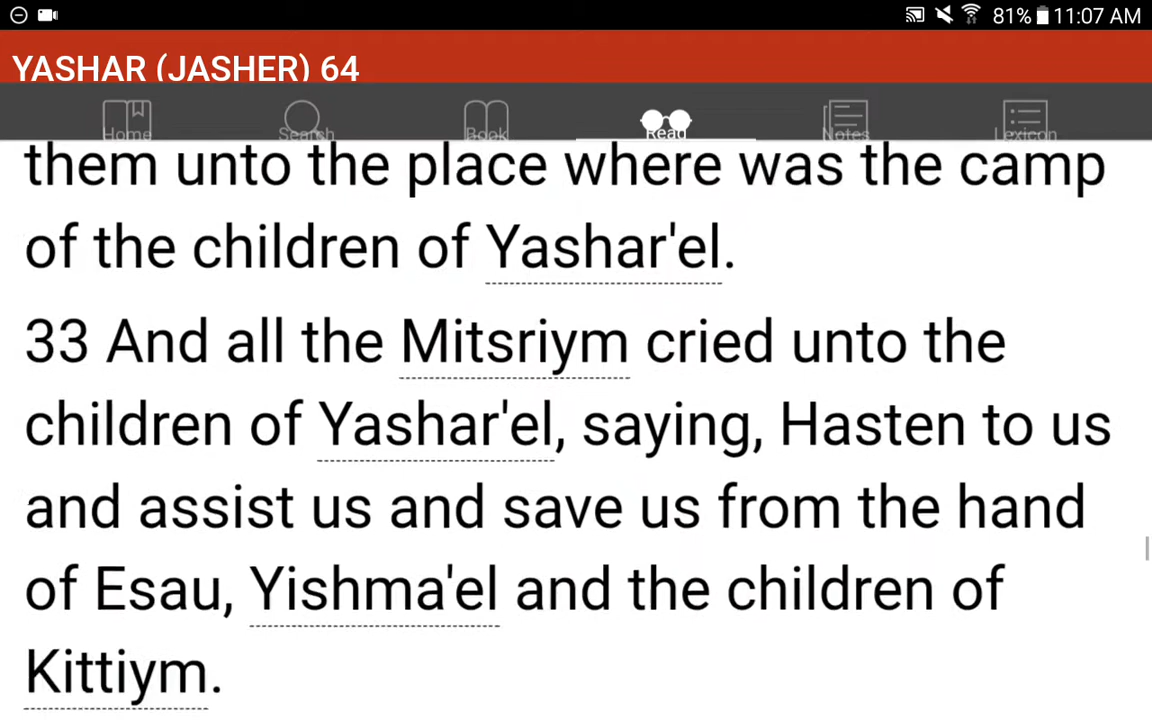 81% 11:07 AM
YASHAR (JASHER) 64
Home Search Book Read Notes Lexicon
them unto the place where was the camp
of the children of Yashar'el.
33 And all the Mitsriym cried unto the
children of Yashar'el, saying, Hasten to us
and assist us and save us from the hand
of Esau, Yishma'el and the children of
Kittiym.